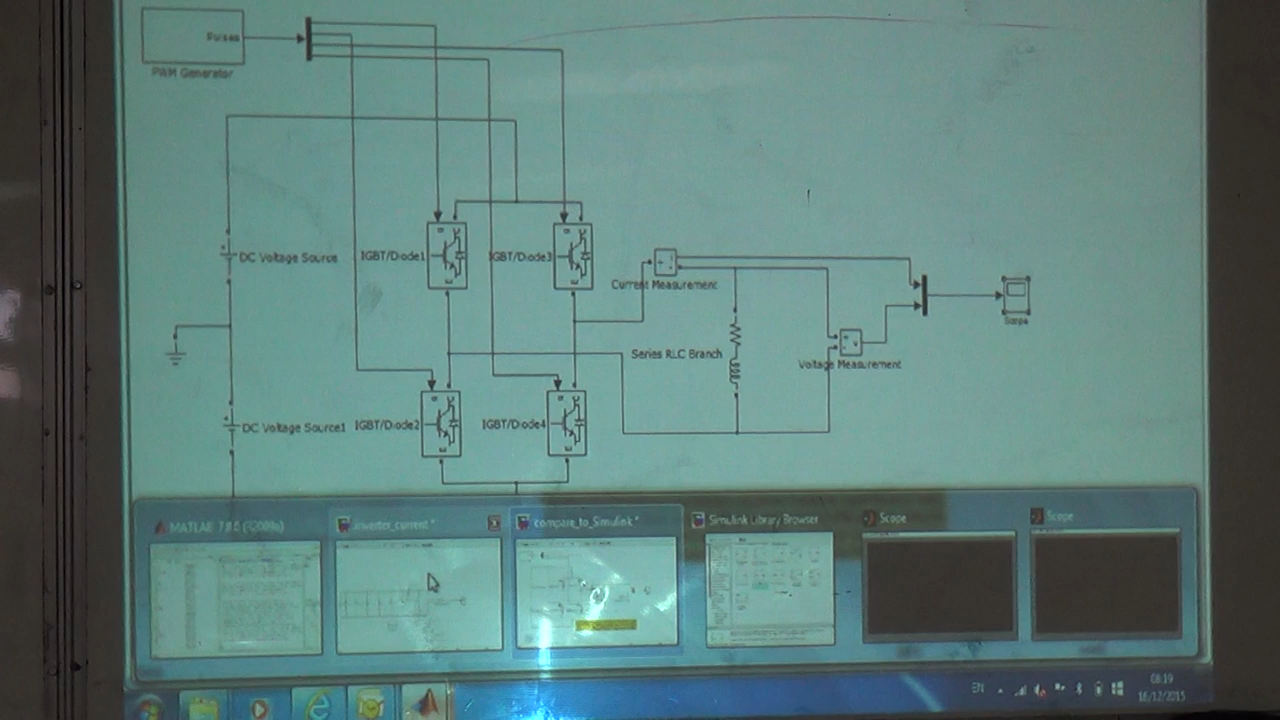 Pulses
PWM Generator
DC Voltage Source
IGBT/Diode1
IGBT/Diode3
Current Measurement
Scope
Series RLC Branch
Voltage Measurement
DC Voltage Source1
IGBT/Diode2
IGBT/Diode4
MATLAB
inverter_current *
compare_to_Simulink *
Simulink Library Browser
Scope
Scope
EN
08:19
16/12/2015